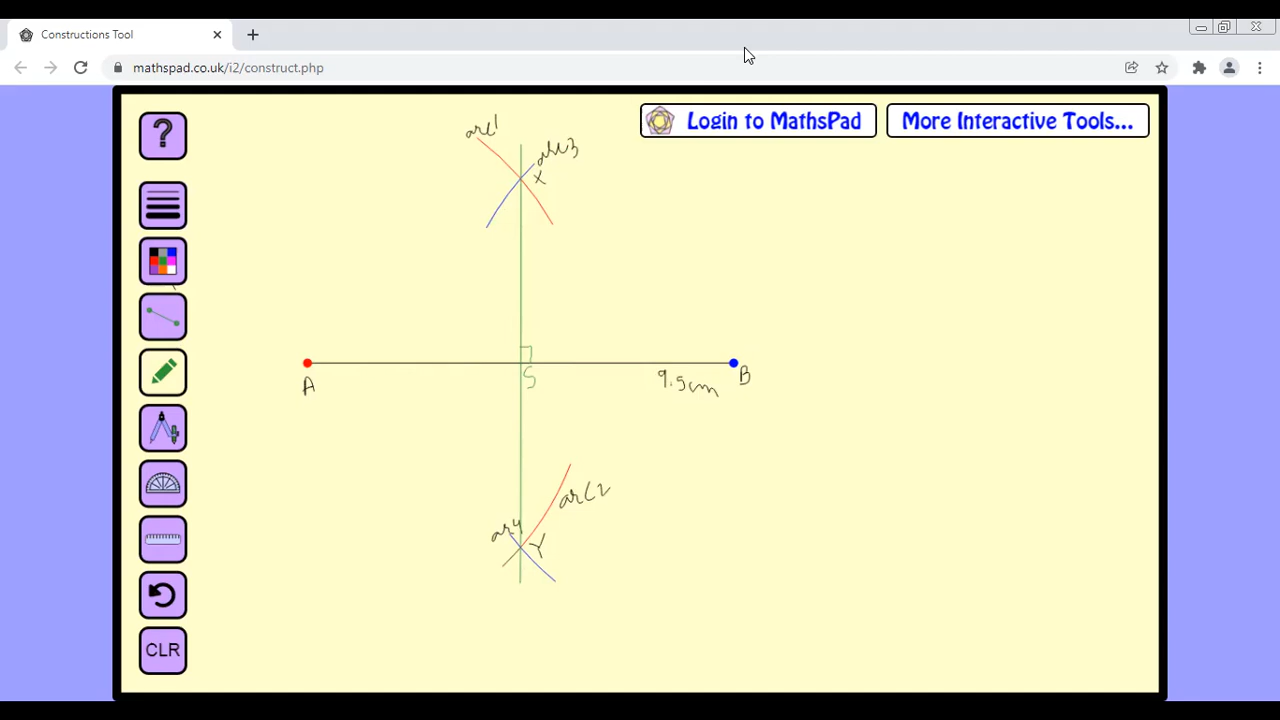 Constructions Tool
mathspad.co.uk/i2/construct.php
Login to MathsPad
More Interactive Tools...
?
arc1
arc3
X
S
A
9.5cm
B
arc2
ar4
Y
CLR